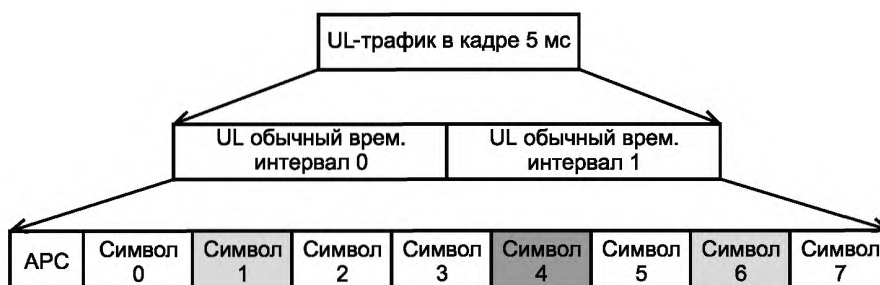 UL-трафик в кадре 5 мс
UL обычный врем.
интервал 0
UL обычный врем.
интервал 1
АРС
Символ
0
Символ
1
Символ
2
Символ
3
Символ
4
Символ
5
Символ
6
Символ
7